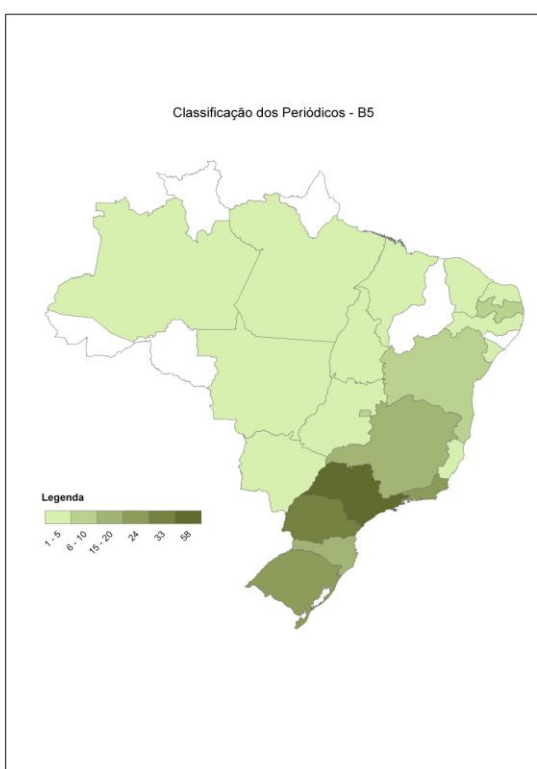 Classificação dos Periódicos - B5
Legenda
1 - 5
6 - 10
15 - 20
24
33
58